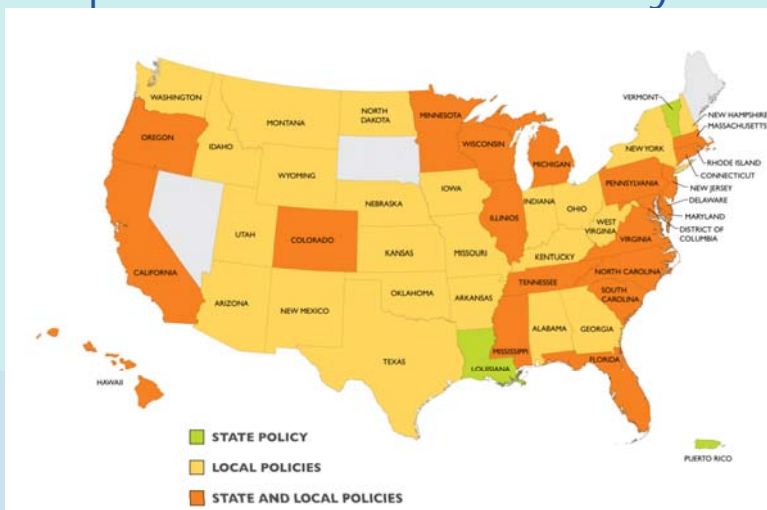 WASHINGTON
OREGON
CALIFORNIA
IDAHO
MONTANA
WYOMING
UTAH
ARIZONA
COLORADO
NEW MEXICO
NORTH
DAKOTA
NEBRASKA
KANSAS
OKLAHOMA
TEXAS
MINNESOTA
IOWA
MISSOURI
ARKANSAS
LOUISIANA
WISCONSIN
ILLINIOS
MICHIGAN
INDIANA
OHIO
KENTUCKY
TENNESSEE
MISSISSIPPI
ALABAMA
GEORGIA
FLORIDA
SOUTH
CAROLINA
NORTH CAROLINA
VIRGINIA
WEST
VIRGINIA
PENNSYLVANIA
NEW YORK
VERMONT
NEW HAMPSHIRE
MASSACHUSETTS
RHODE ISLAND
CONNECTICUT
NEW JERSEY
DELAWARE
MARYLAND
DISTRICT OF
COLUMBIA
HAWAII
PUERTO RICO
STATE POLICY
LOCAL POLICIES
STATE AND LOCAL POLICIES